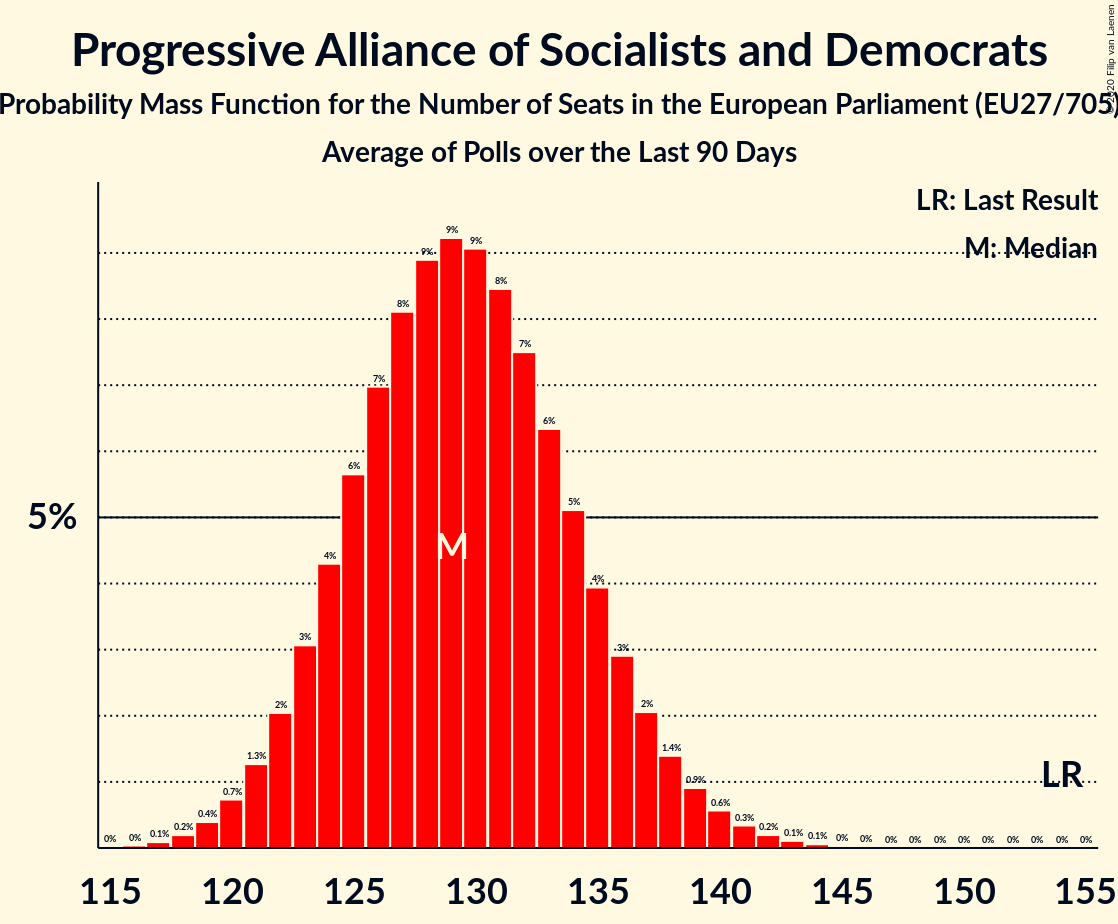 Progressive Alliance of Socialists and Democrats
Probability Mass Function for the Number of Seats in the European Parliament (EU27/705)
Average of Polls over the Last 90 Days
© 2020 Filip van Laenen
LR: Last Result
M: Median
5%
0% 0% 0.1% 0.2% 0.4% 0.7% 1.3% 2% 3% 4% 6% 7% 8% 9% 9% 9% 8% 7% 6% 5% 4% 3% 2% 1.4% 0.9% 0.6% 0.3% 0.2% 0.1% 0.1% 0% 0% 0% 0% 0% 0% 0% 0% 0% 0% 0%
M
LR
115 120 125 130 135 140 145 150 155